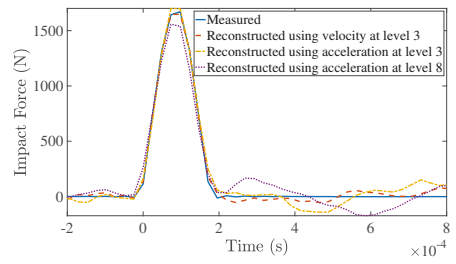 1500
1000
500
0
Impact Force (N)
Measured
Reconstructed using velocity at level 3
Reconstructed using acceleration at level 3
Reconstructed using acceleration at level 8
-2 0 2 4 6 8
Time (s)
×10⁻⁴